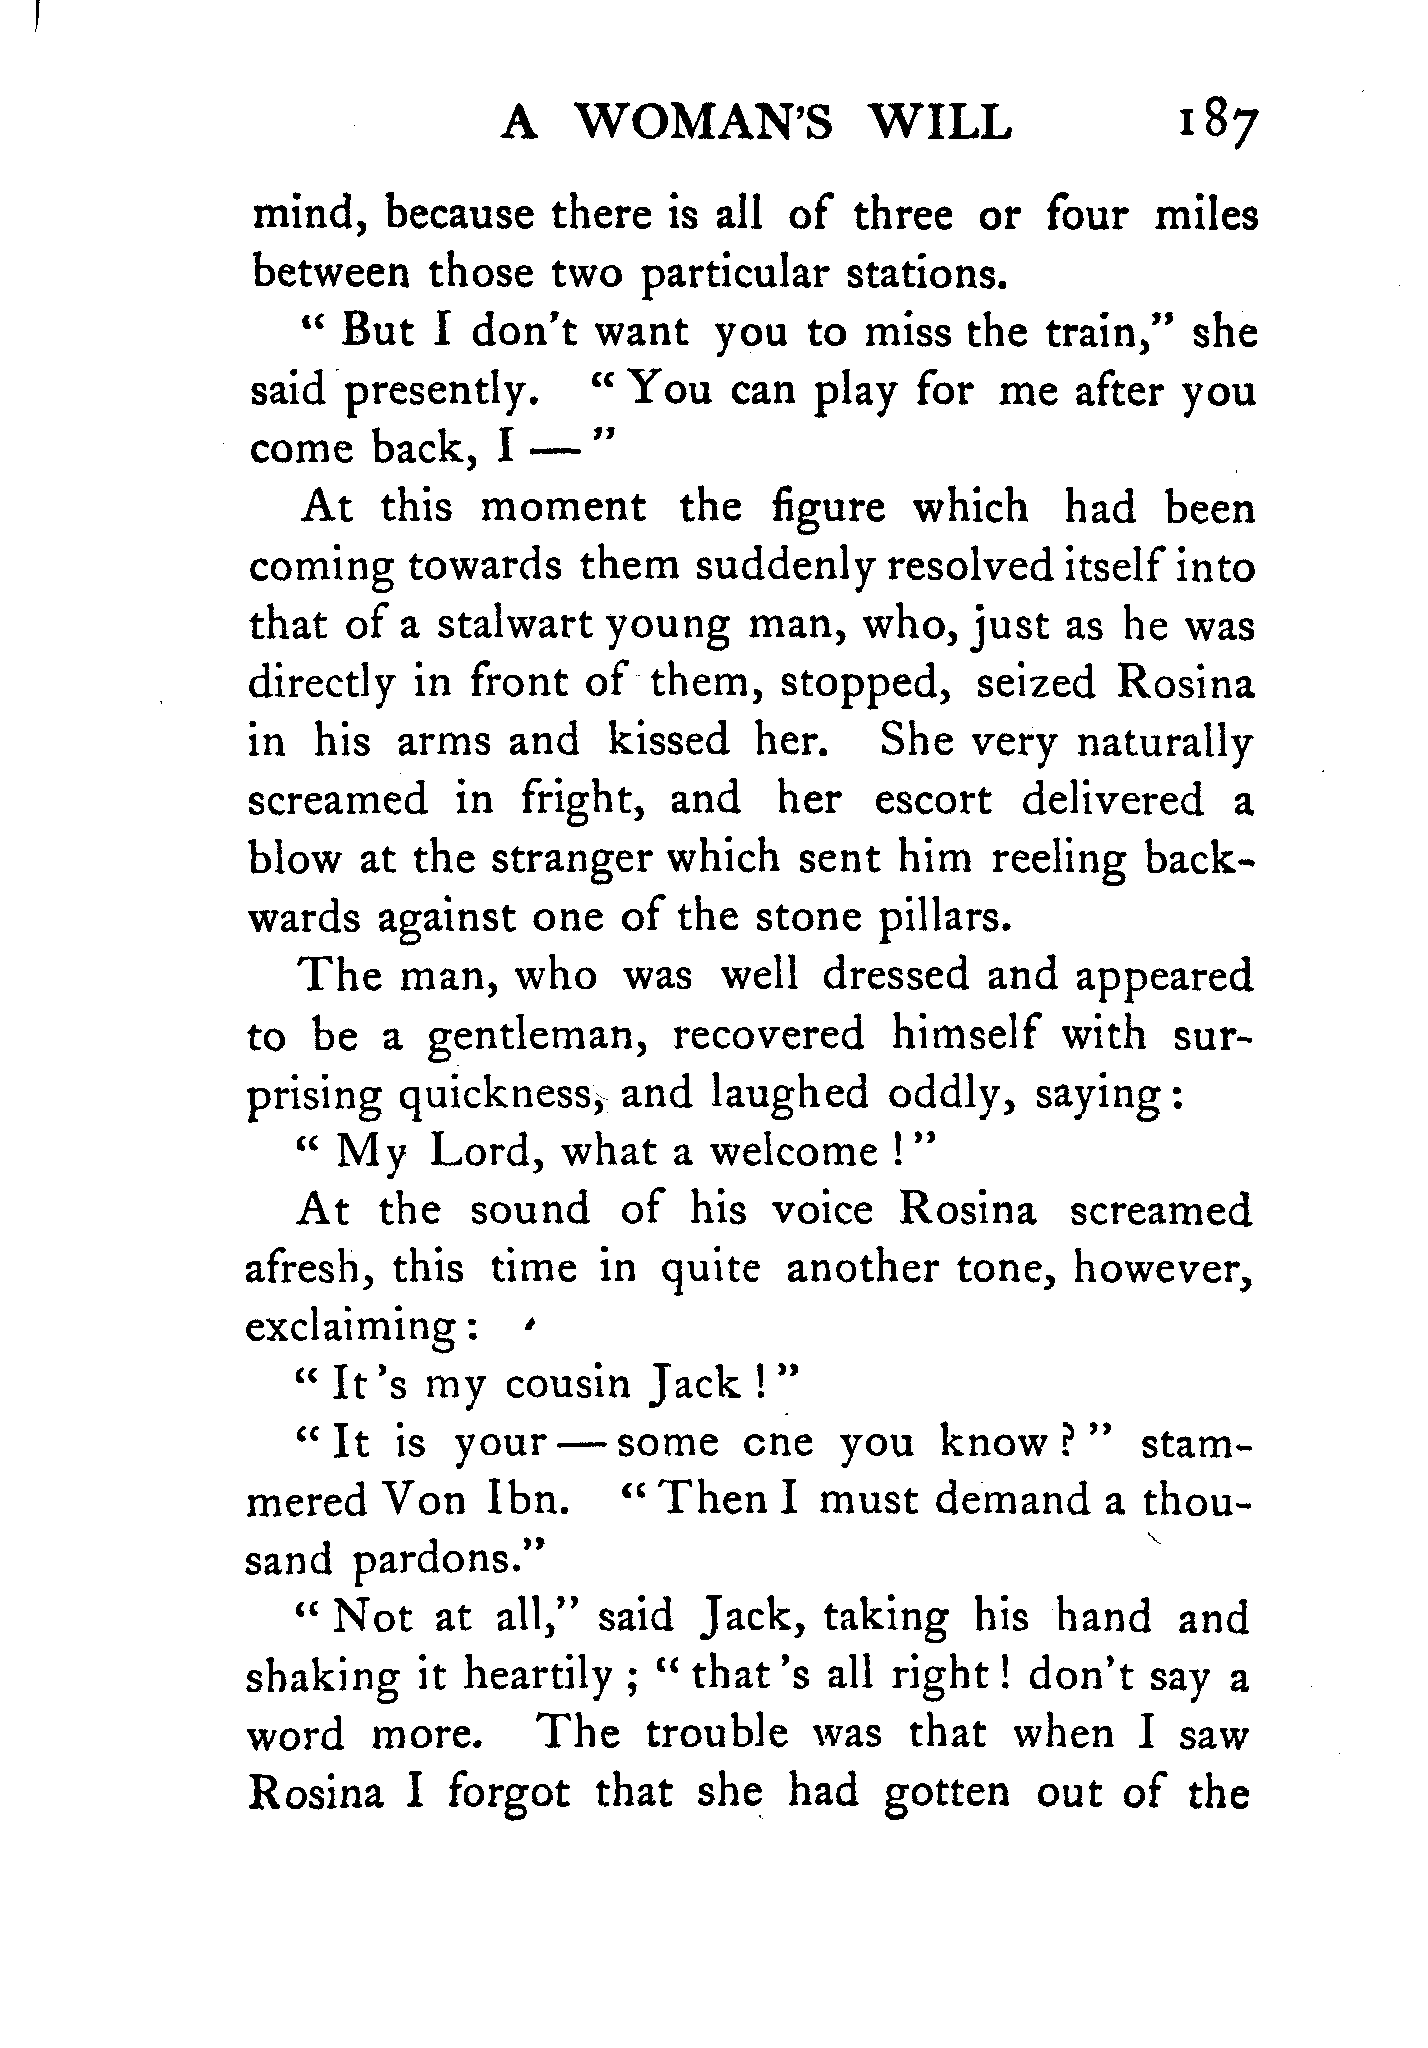 A WOMAN'S WILL 187
mind, because there is all of three or four miles
between those two particular stations.
“ But I don't want you to miss the train,” she
said presently. “ You can play for me after you
come back, I — ”
At this moment the figure which had been
coming towards them suddenly resolved itself into
that of a stalwart young man, who, just as he was
directly in front of them, stopped, seized Rosina
in his arms and kissed her. She very naturally
screamed in fright, and her escort delivered a
blow at the stranger which sent him reeling back-
wards against one of the stone pillars.
The man, who was well dressed and appeared
to be a gentleman, recovered himself with sur-
prising quickness, and laughed oddly, saying:
“ My Lord, what a welcome ! ”
At the sound of his voice Rosina screamed
afresh, this time in quite another tone, however,
exclaiming:
“ It 's my cousin Jack ! ”
“ It is your — some one you know ? ” stam-
mered Von Ibn. “ Then I must demand a thou-
sand pardons.”
“ Not at all,” said Jack, taking his hand and
shaking it heartily ; “ that 's all right ! don't say a
word more. The trouble was that when I saw
Rosina I forgot that she had gotten out of the